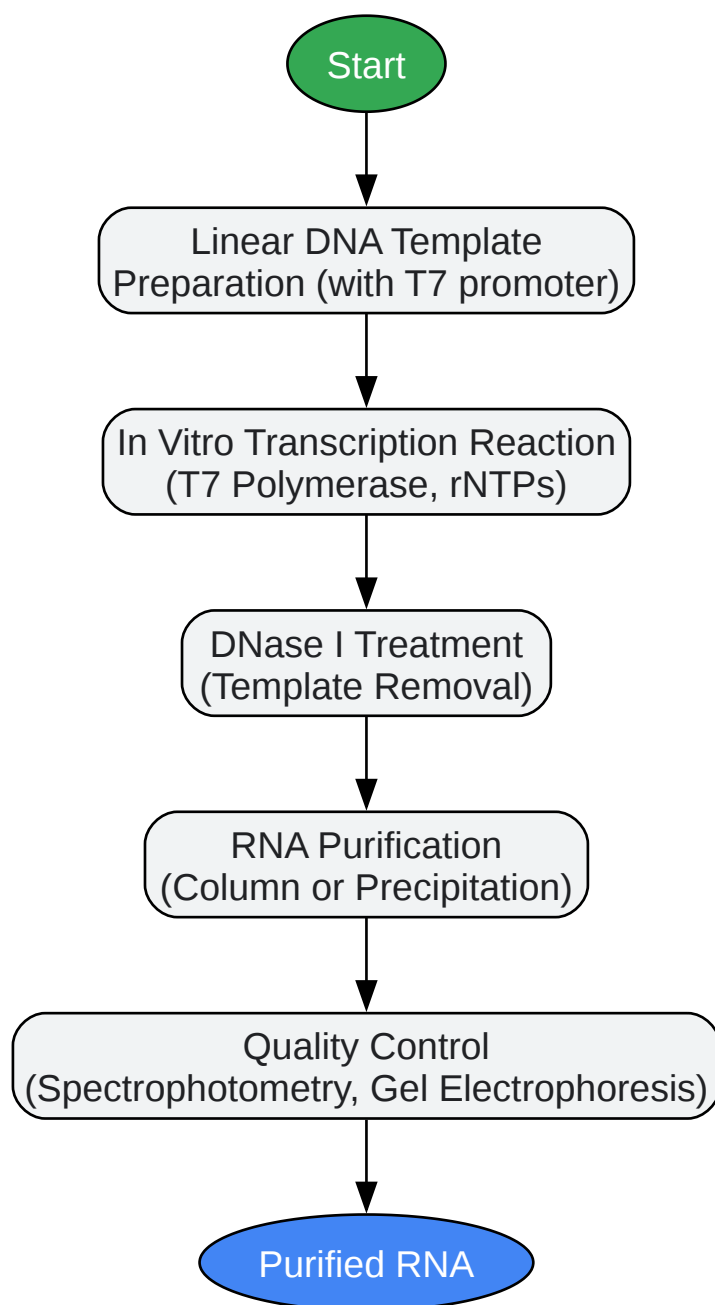 Start
Linear DNA Template
Preparation (with T7 promoter)
In Vitro Transcription Reaction
(T7 Polymerase, rNTPs)
DNase I Treatment
(Template Removal)
RNA Purification
(Column or Precipitation)
Quality Control
(Spectrophotometry, Gel Electrophoresis)
Purified RNA